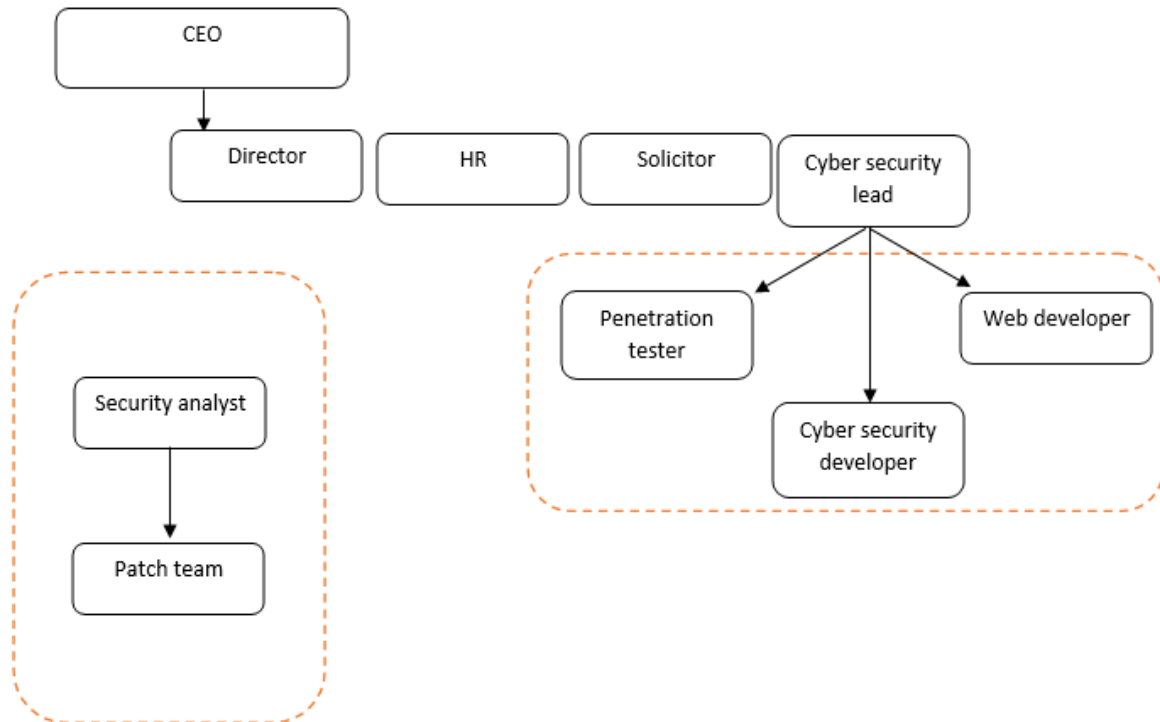 CEO
Director
HR
Solicitor
Cyber security
lead
Penetration
tester
Web developer
Security analyst
Cyber security
developer
Patch team